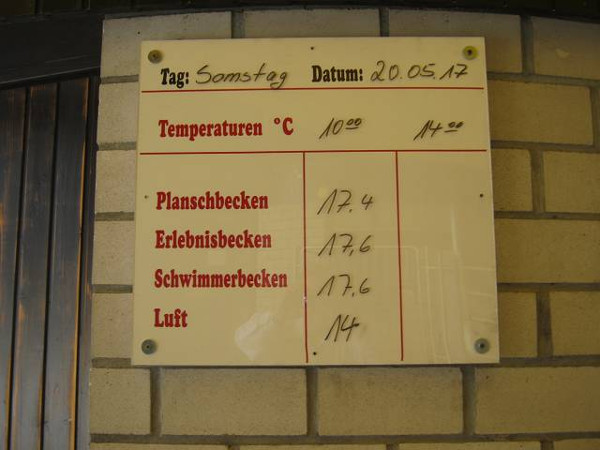 Tag: Samstag Datum: 20.05.17
Temperaturen °C 10⁰⁰ 14⁰⁰
Planschbecken 17.4
Erlebnisbecken 17,6
Schwimmerbecken 17,6
Luft 14